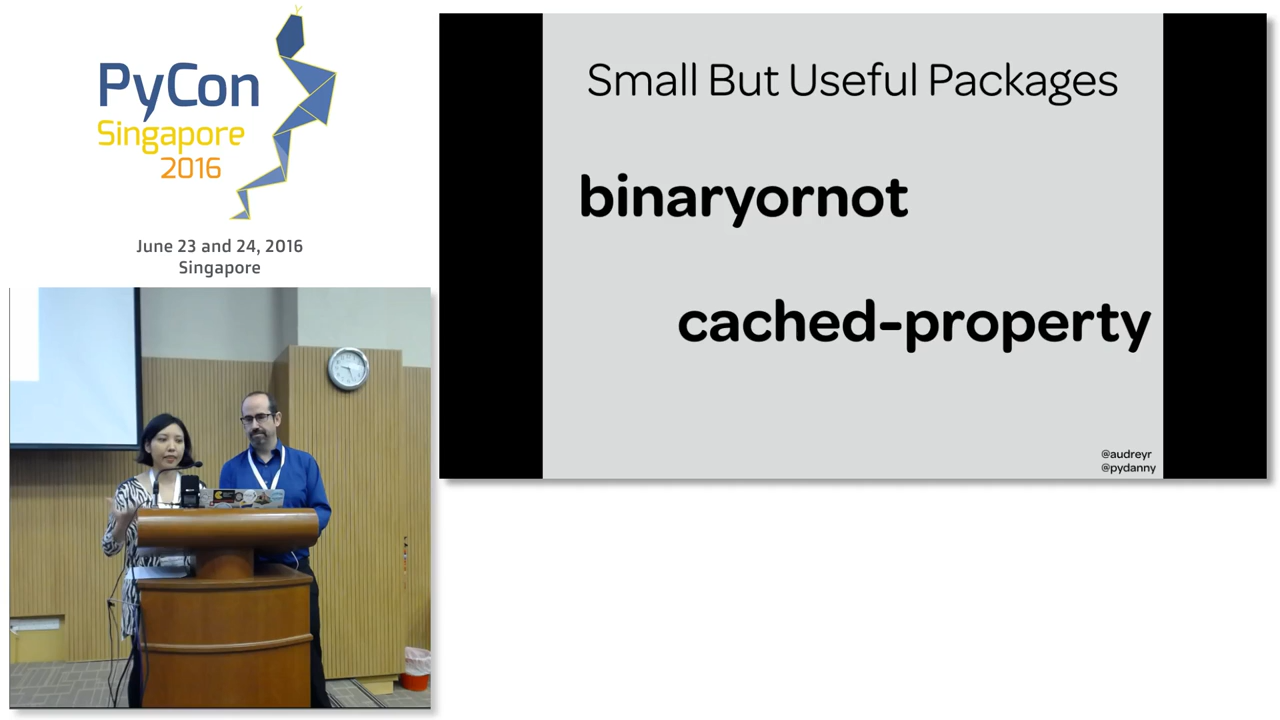 PyCon
Singapore
2016
June 23 and 24, 2016
Singapore
Small But Useful Packages
binaryornot
cached-property
@audreyr
@pydanny